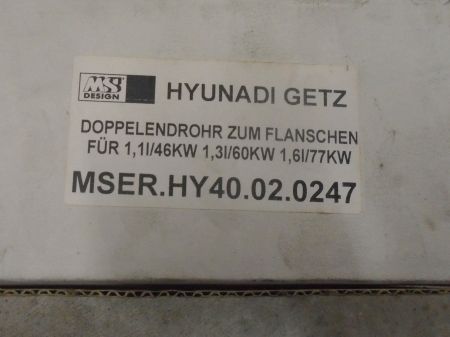 MS
DESIGN
HYUNADI GETZ
DOPPELENDROHR ZUM FLANSCHEN
FÜR 1,1l/46KW 1,3l/60KW 1,6l/77KW
MSER.HY40.02.0247